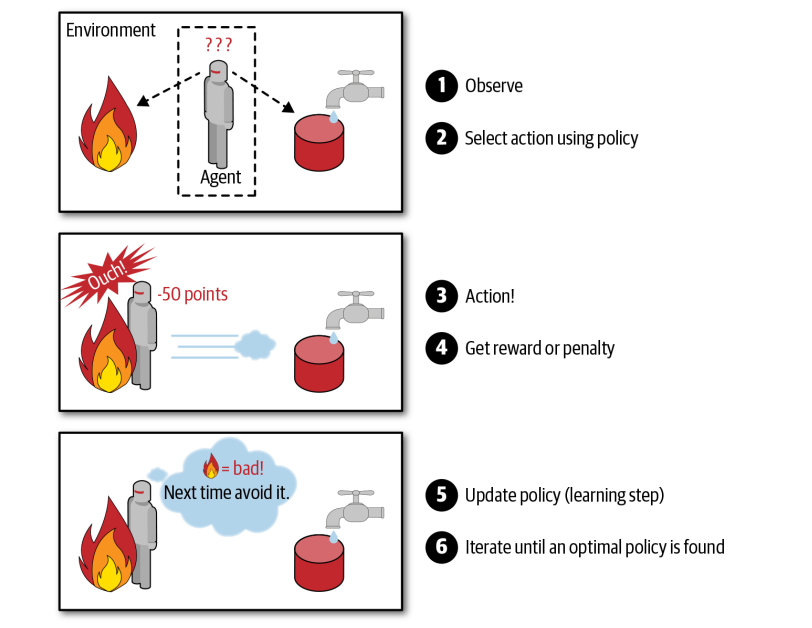 Environment
???
Agent
1 Observe
2 Select action using policy
Ouch!
-50 points
3 Action!
4 Get reward or penalty
= bad!
Next time avoid it.
5 Update policy (learning step)
6 Iterate until an optimal policy is found